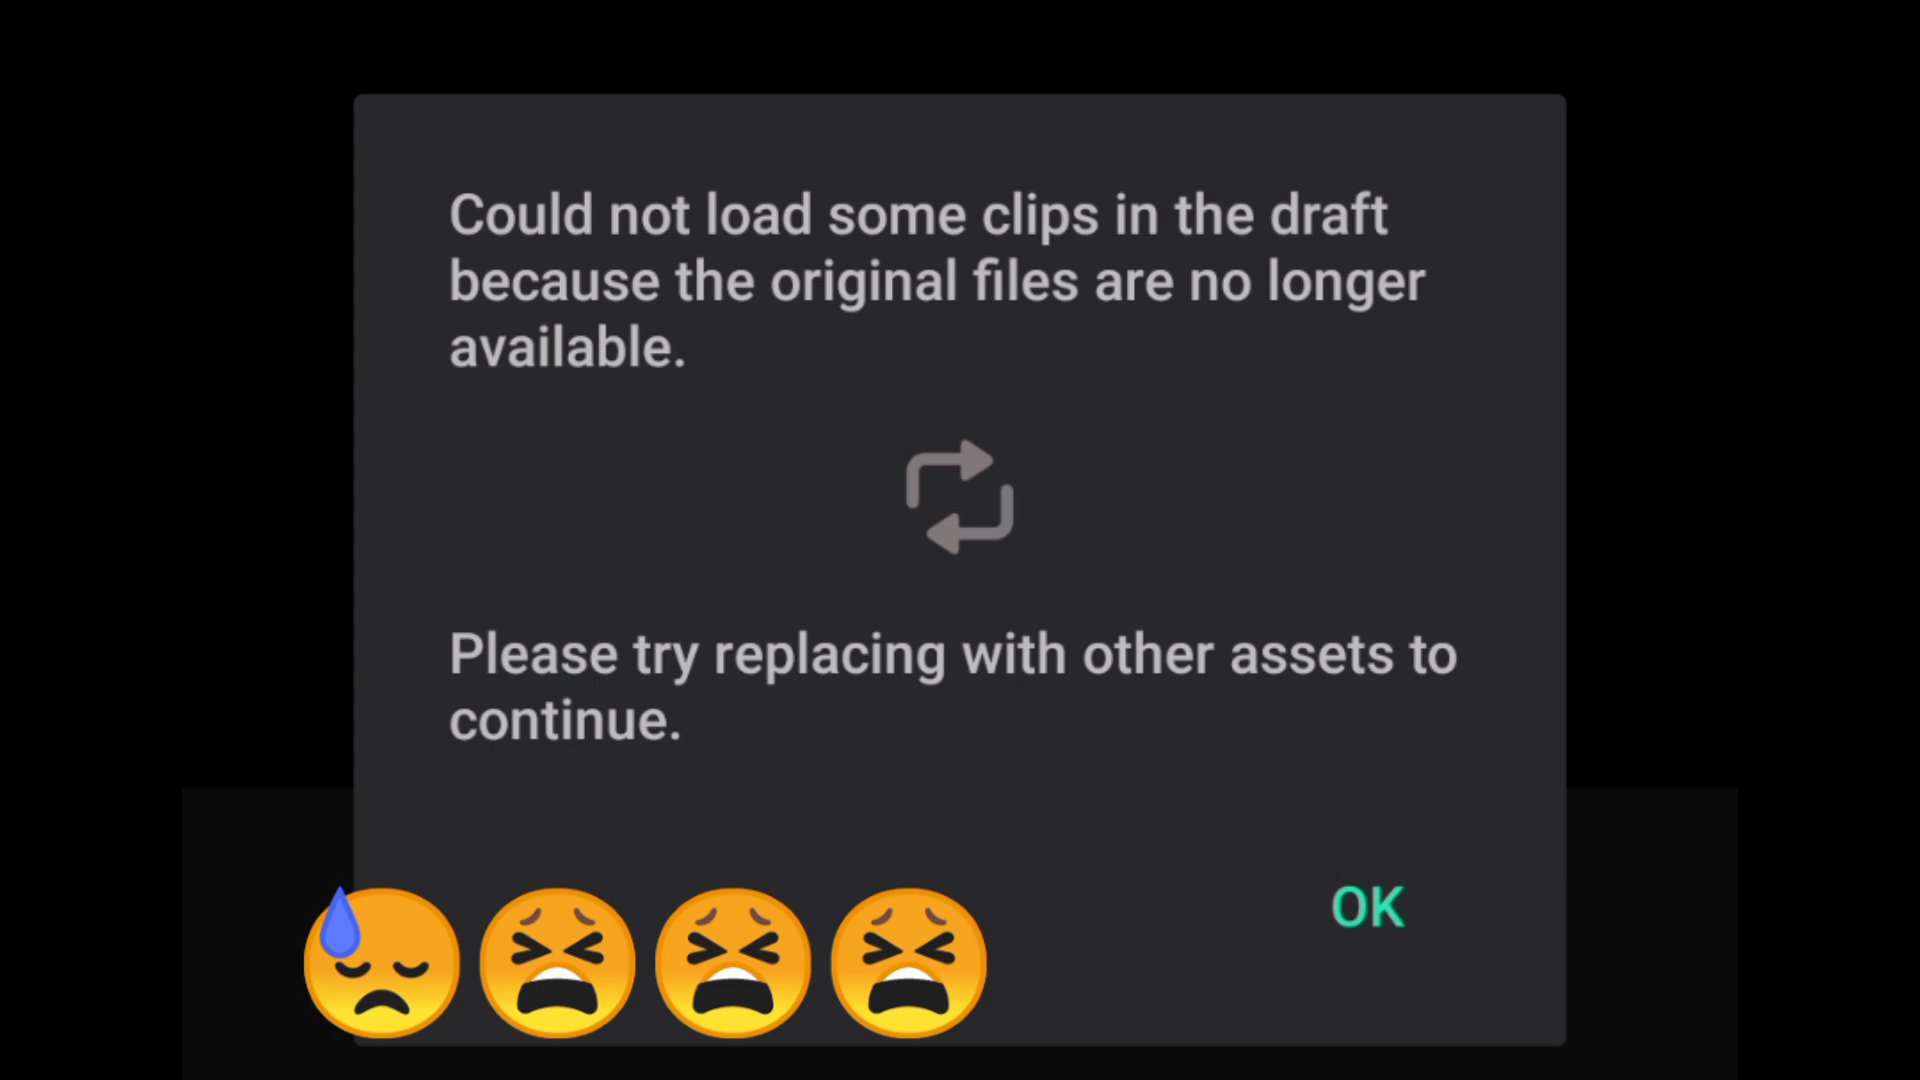 Could not load some clips in the draft
because the original files are no longer
available.
Please try replacing with other assets to
continue.
OK